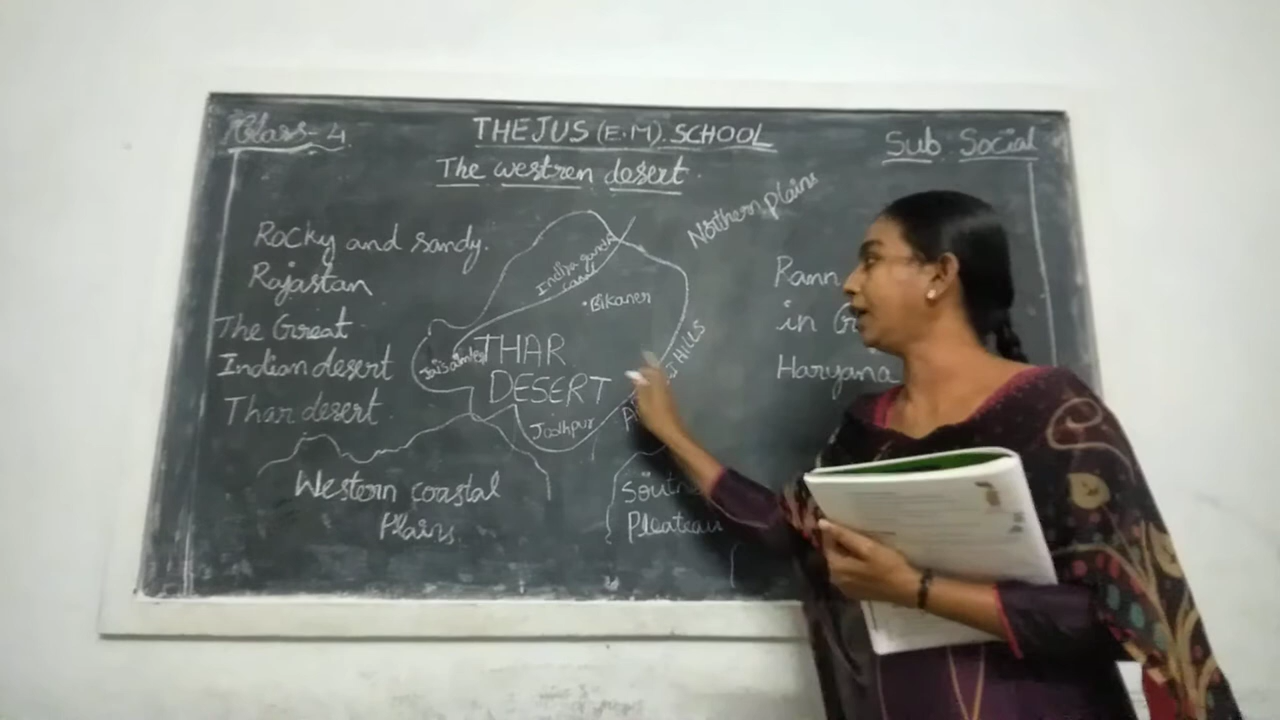 Class-4
THEJUS (E.M). SCHOOL
Sub Social
The westren desert.
Northern plains
Rocky and sandy.
Rajastan
The Great
Indian desert
Thar desert.
Indira gandhi
canal
Bikaner
THAR
DESERT
Jaisalmer
Jodhpur
HILLS
Western coastal
Plains.
Pleateau
Rann
in
Haryana